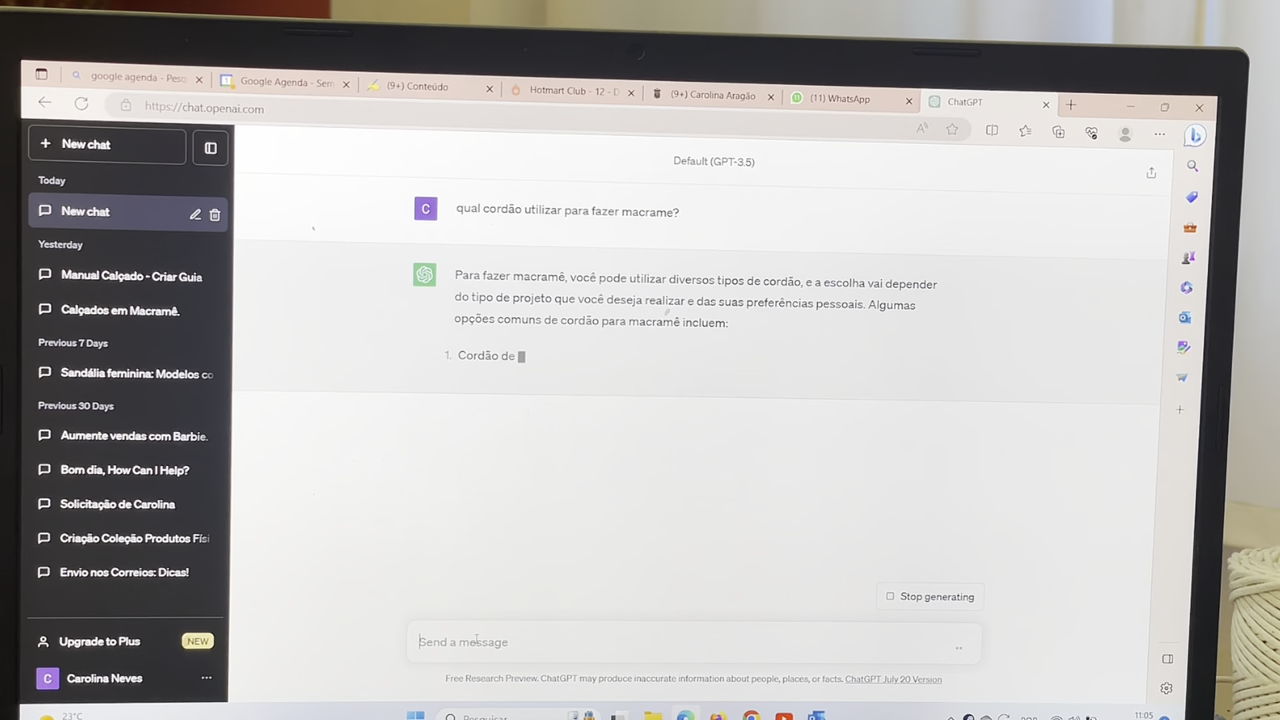 google agenda - Pesq
Google Agenda - Sem
(9+) Conteúdo
Hotmart Club - 12 - D
(9+) Carolina Aragão
(11) WhatsApp
ChatGPT
https://chat.openai.com
New chat
Default (GPT-3.5)
Today
New chat
Yesterday
Manual Calçado - Criar Guia
Calçados em Macramê.
Previous 7 Days
Sandália feminina: Modelos co
Previous 30 Days
Aumente vendas com Barbie.
Bom dia, How Can I Help?
Solicitação de Carolina
Criação Coleção Produtos Físi
Envio nos Correios: Dicas!
Upgrade to Plus NEW
C Carolina Neves
C qual cordão utilizar para fazer macrame?
Para fazer macramê, você pode utilizar diversos tipos de cordão, e a escolha vai depender
do tipo de projeto que você deseja realizar e das suas preferências pessoais. Algumas
opções comuns de cordão para macramê incluem:
1. Cordão de
Stop generating
Send a message
Free Research Preview. ChatGPT may produce inaccurate information about people, places, or facts. ChatGPT July 20 Version
23°C
Pesquisar
11:05